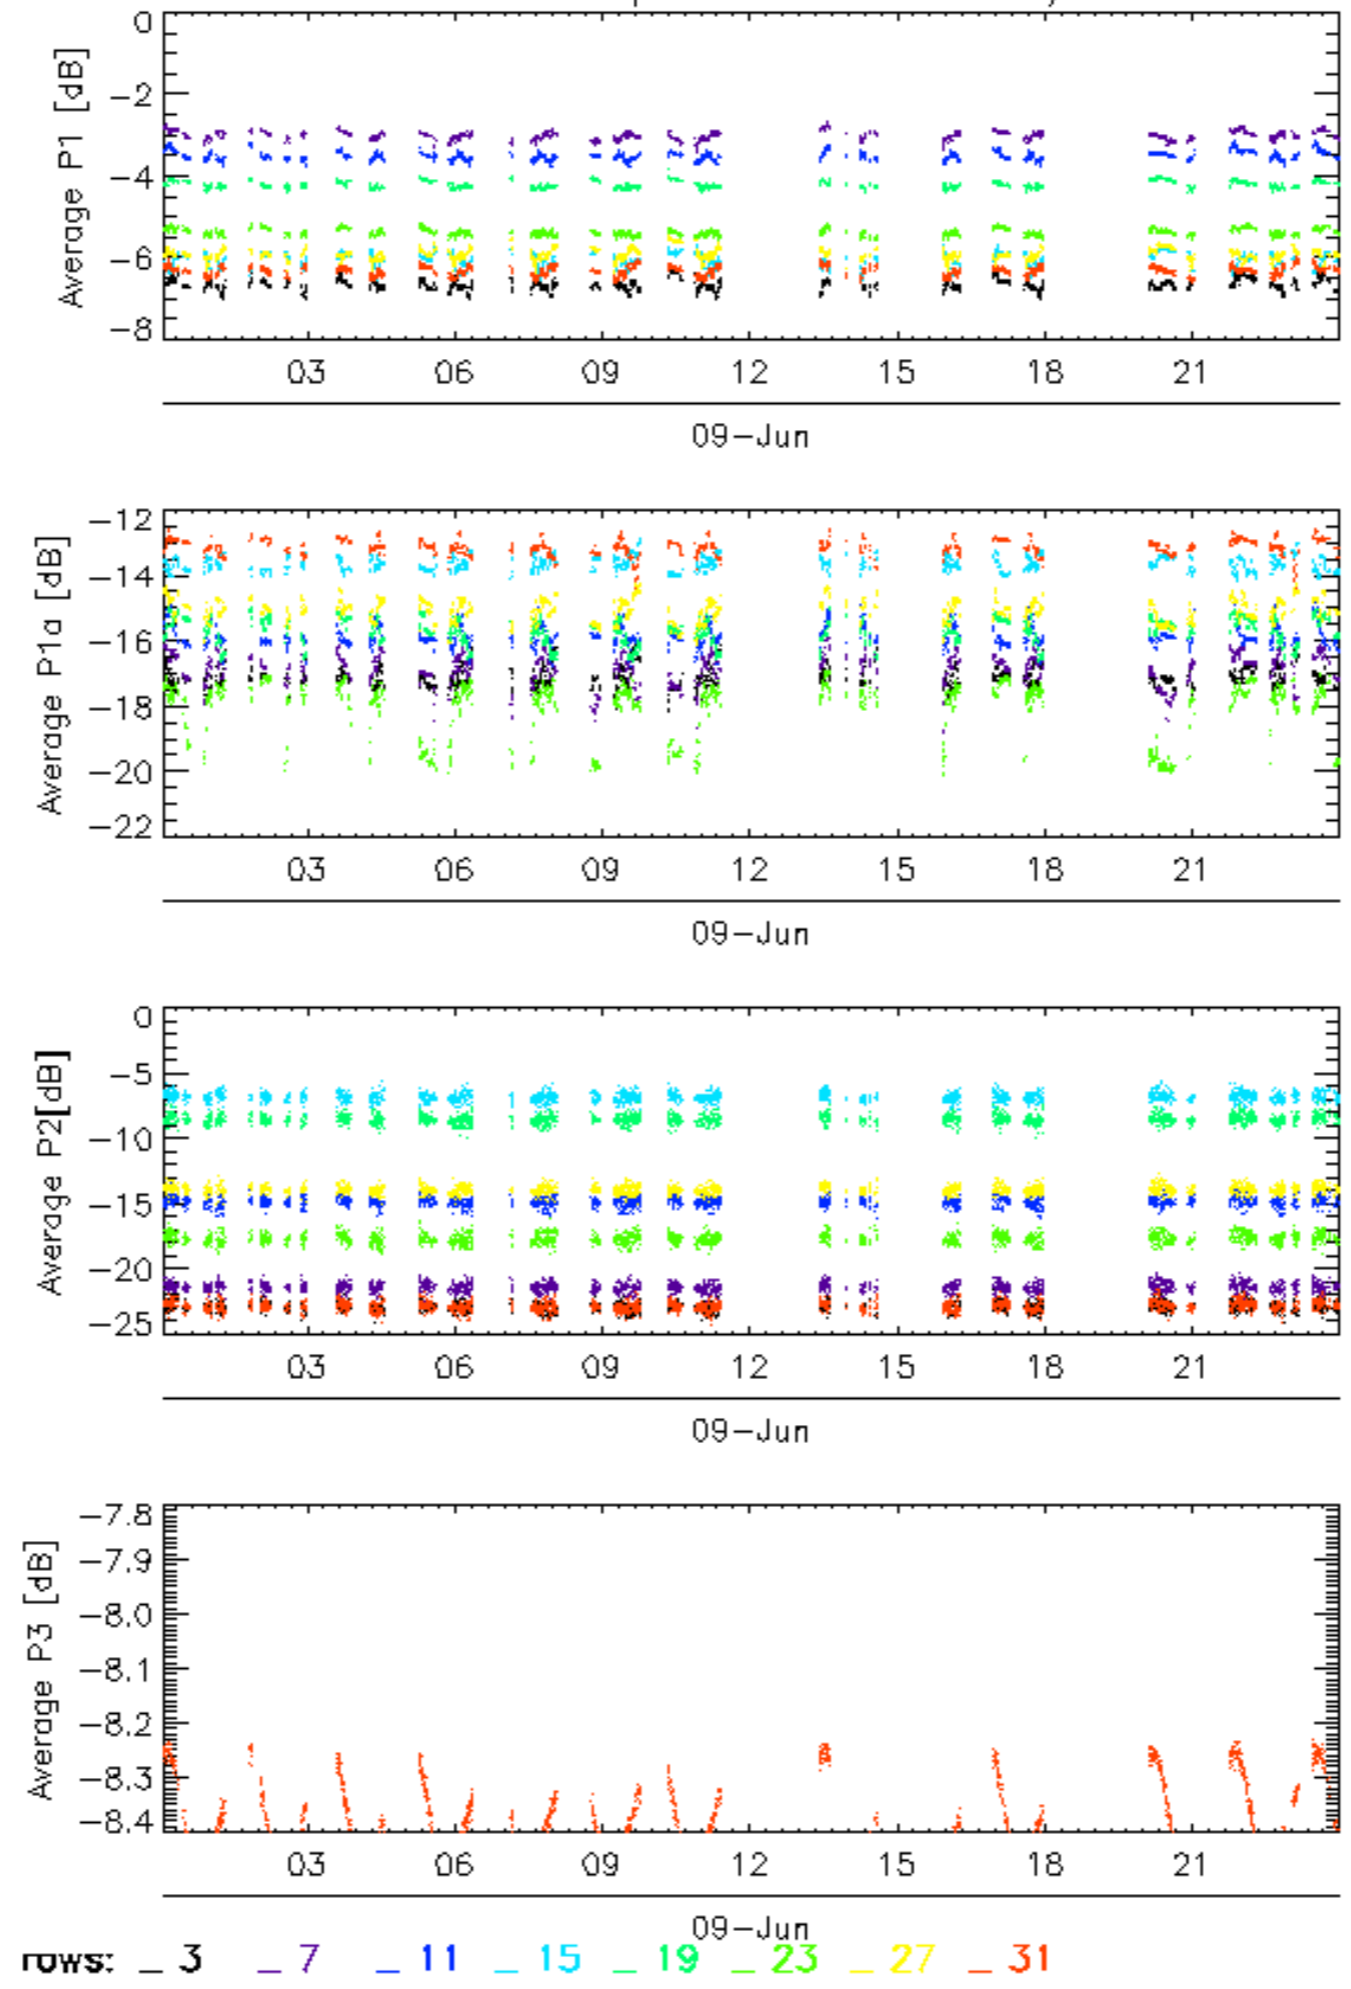 0
−2
−4
−6
−8
Average P1 [dB]
03 06 09 12 15 18 21
09−Jun
−12
−14
−16
−18
−20
−22
Average P1a [dB]
03 06 09 12 15 18 21
09−Jun
0
−5
−10
−15
−20
−25
Average P2[dB]
03 06 09 12 15 18 21
09−Jun
−7.8
−7.9
−8.0
−8.1
−8.2
−8.3
−8.4
Average P3 [dB]
03 06 09 12 15 18 21
09−Jun
rows: _ 3 _ 7 _ 11 _ 15 _ 19 _ 23 _ 27 _ 31